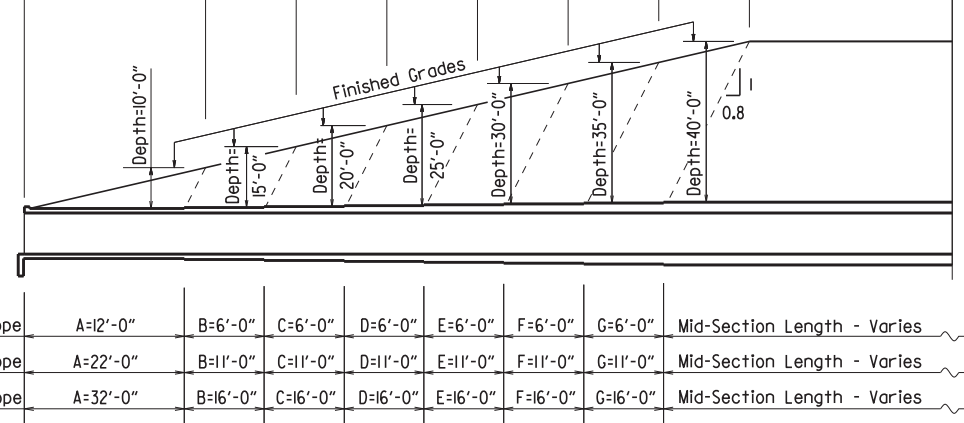 Finished Grades
Depth=10'-0"
Depth=
15'-0"
Depth=
20'-0"
Depth=
25'-0"
Depth=30'-0"
Depth=35'-0"
Depth=40'-0"
1
0.8
ope A=12'-0" B=6'-0" C=6'-0" D=6'-0" E=6'-0" F=6'-0" G=6'-0" Mid-Section Length - Varies
ope A=22'-0" B=11'-0" C=11'-0" D=11'-0" E=11'-0" F=11'-0" G=11'-0" Mid-Section Length - Varies
ope A=32'-0" B=16'-0" C=16'-0" D=16'-0" E=16'-0" F=16'-0" G=16'-0" Mid-Section Length - Varies